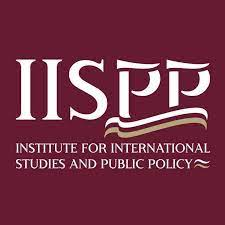 IISPP
INSTITUTE FOR INTERNATIONAL
STUDIES AND PUBLIC POLICY